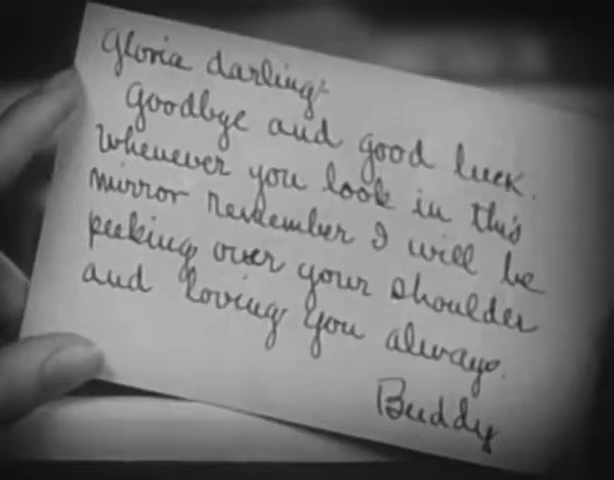 Gloria darling:
Goodbye and good luck.
Whenever you look in this
mirror remember I will be
peeking over your shoulder
and loving you always.
Buddy